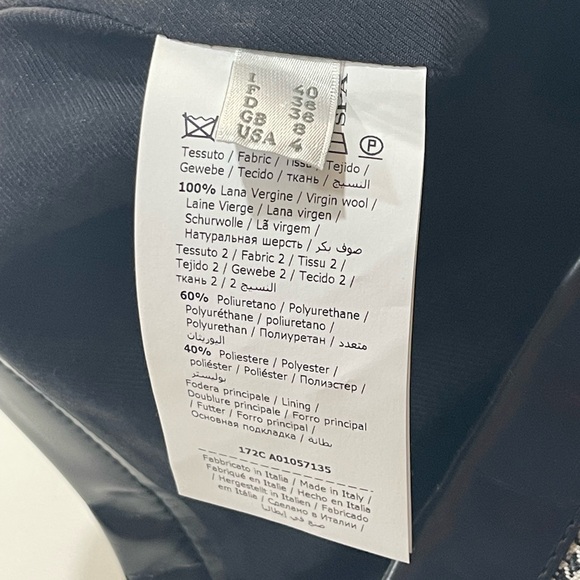 I 40
F 38
D 36
GB 8
USA 4
SPA
P
Tessuto / Fabric / Tissu / Tejido /
Gewebe / Tecido / ткань / النسيج
100% Lana Vergine / Virgin wool /
Laine Vierge / Lana virgen /
Schurwolle / Lã virgem /
Натуральная шерсть / صوف بكر
Tessuto 2 / Fabric 2 / Tissu 2 /
Tejido 2 / Gewebe 2 / Tecido 2 /
ткань 2 / 2 النسيج
60% Poliuretano / Polyurethane /
Polyuréthane / poliuretano /
Polyurethan / Полиуретан / متعدد
اليوريثان
40% Poliestere / Polyester /
poliéster / Poliéster / Полиэстер /
بوليستر
Fodera principale / Lining /
Doublure principale / Forro principal
/ Futter / Forro principal /
Основная подкладка / بطانة
172C A01057135
Fabbricato in Italia / Made in Italy /
Fabriqué en Italie / Hecho en Italia
/ Hergestellt in Italien / Fabricado
em Itália / Сделано в Италии /
صنع في إيطاليا